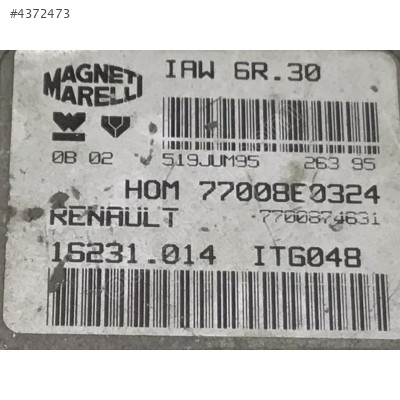 #4372473
MAGNETI MARELLI
IAW 6R.30
0B 02
519JUM95 263 95
HOM 77008E0324
RENAULT 7700874631
16231.014 ITG048